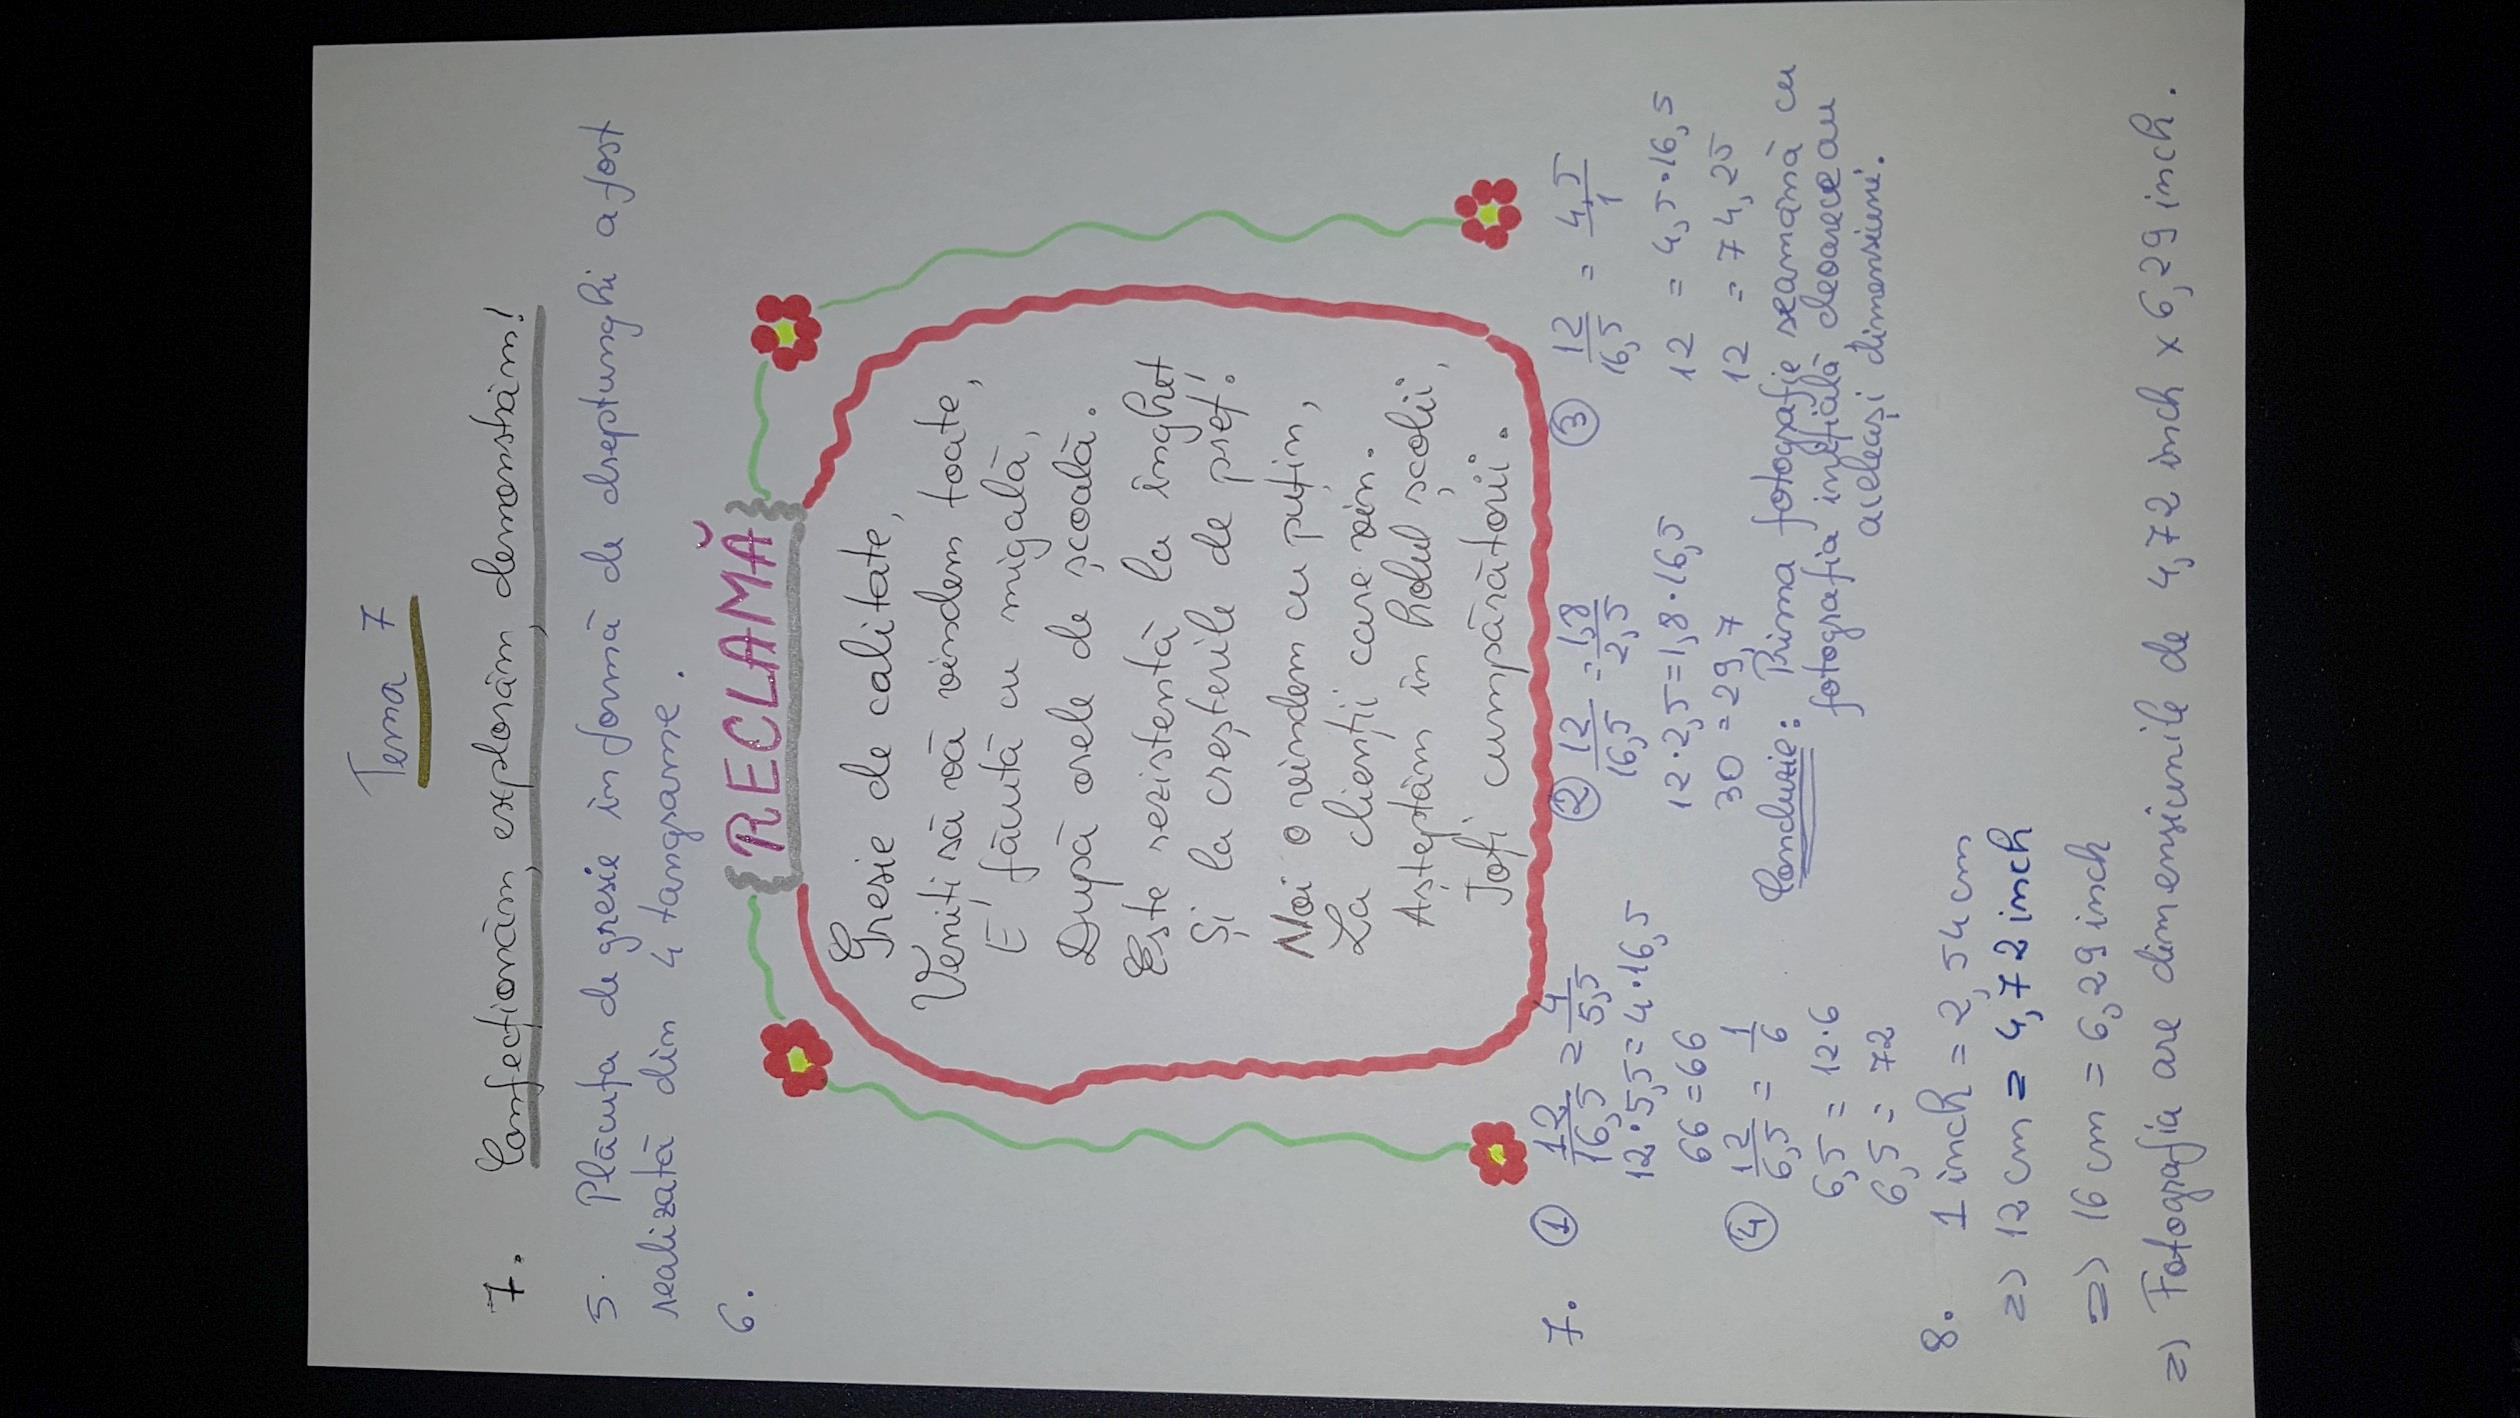 Tema 7
7. Confecționăm, explorăm, demonstrăm!
5. Plăcuța de gresie in formă de dreptunghi a fost
realizată din 4 tangrame.
6.
RECLAMĂ
Gresie de calitate,
Veniți să vă vindem toate,
E făcută cu migală,
După orele de școală.
Este rezistentă la îngheț
Și la creșterile de preț!
Noi o vindem cu puțin,
La clienții care vin.
Așteptăm în holul școlii,
Toți cumpărătorii.
7. ① 12/16,5 = 4/5,5
12·5,5 = 4·16,5
66 = 66
② 12/16,5 = 1,8/2,5
12·2,5 = 1,8·16,5
30 = 29,7
③ 12/16,5 = 4,5/1
12 = 4,5·16,5
12 = 74,25
④ 12/6,5 = 1/6
6,5 = 12·6
6,5 = 72
Concluzie: Prima fotografie seamănă cu
fotografia inițială deoarece au
aceleași dimensiuni.
8. 1 inch = 2,54 cm
=) 12 cm = 4,72 inch
=) 16 cm = 6,29 inch
=) Fotografia are dimensiunile de 4,72 inch x 6,29 inch.